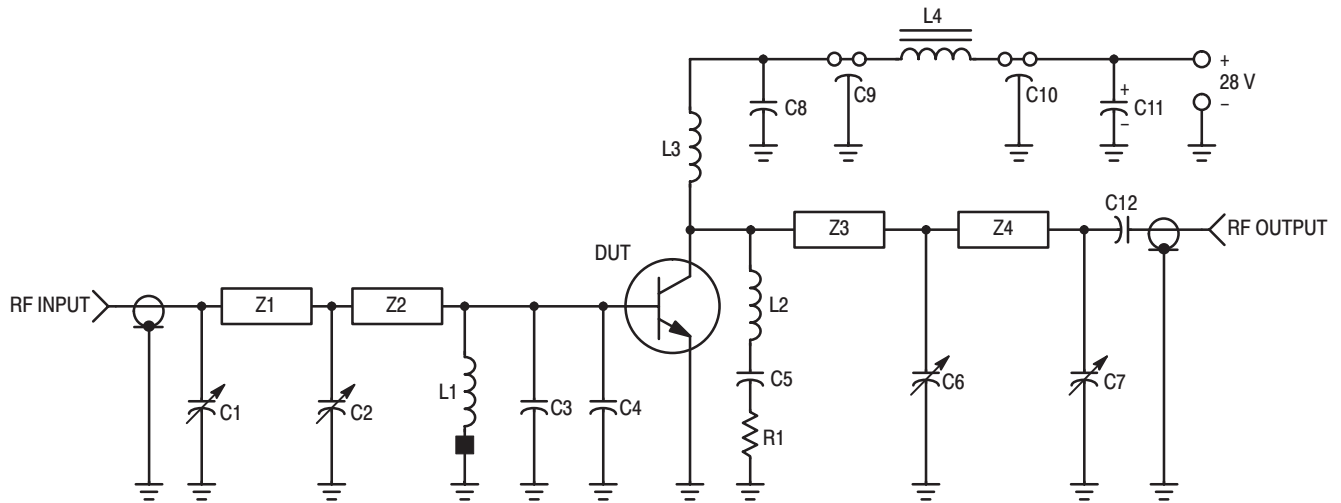 L4
+
28 V
–
C8
C9
C10
+
C11
–
L3
C12
Z3
Z4
RF OUTPUT
DUT
RF INPUT
Z1
Z2
L2
L1
C1
C2
C3
C4
C5
C6
C7
R1